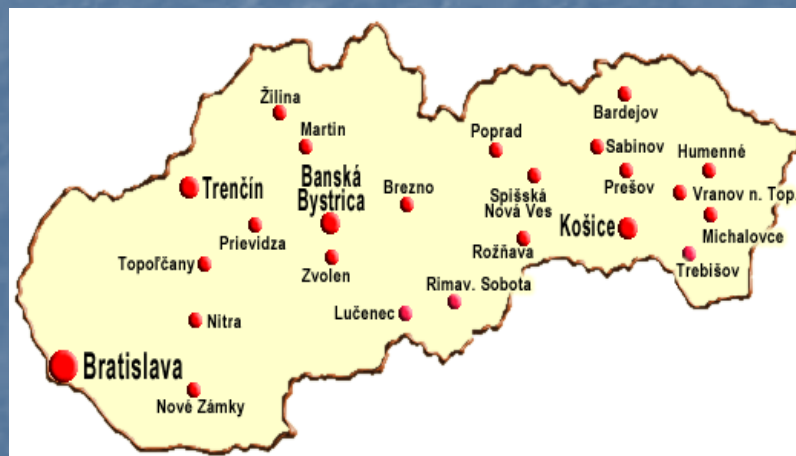 Žilina
Martin
Bardejov
Poprad
Sabinov
Humenné
Trenčín
Banská
Bystrica
Brezno
Spišská
Nová Ves
Prešov
Vranov n. Top.
Prievidza
Košice
Michalovce
Topoľčany
Zvolen
Rožňava
Trebišov
Rimav. Sobota
Lučenec
Nitra
Bratislava
Nové Zámky